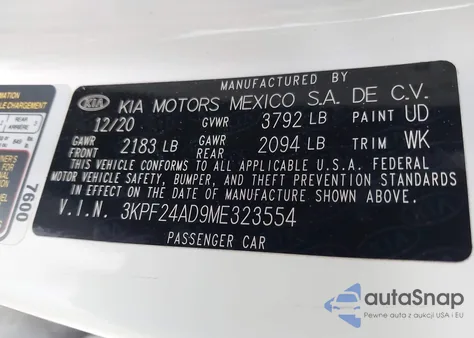 MANUFACTURED BY
KIA KIA MOTORS MEXICO S.A. DE C.V.
12/20 GVWR 3792 LB PAINT UD
GAWR FRONT 2183 LB GAWR REAR 2094 LB TRIM WK
THIS VEHICLE CONFORMS TO ALL APPLICABLE U.S.A. FEDERAL
MOTOR VEHICLE SAFETY, BUMPER, AND THEFT PREVENTION STANDARDS
IN EFFECT ON THE DATE OF MANUFACTURE SHOWN ABOVE.
V.I.N. 3KPF24AD9ME323554
PASSENGER CAR
7600
autoSnap
Pewne auta z aukcji USA i EU